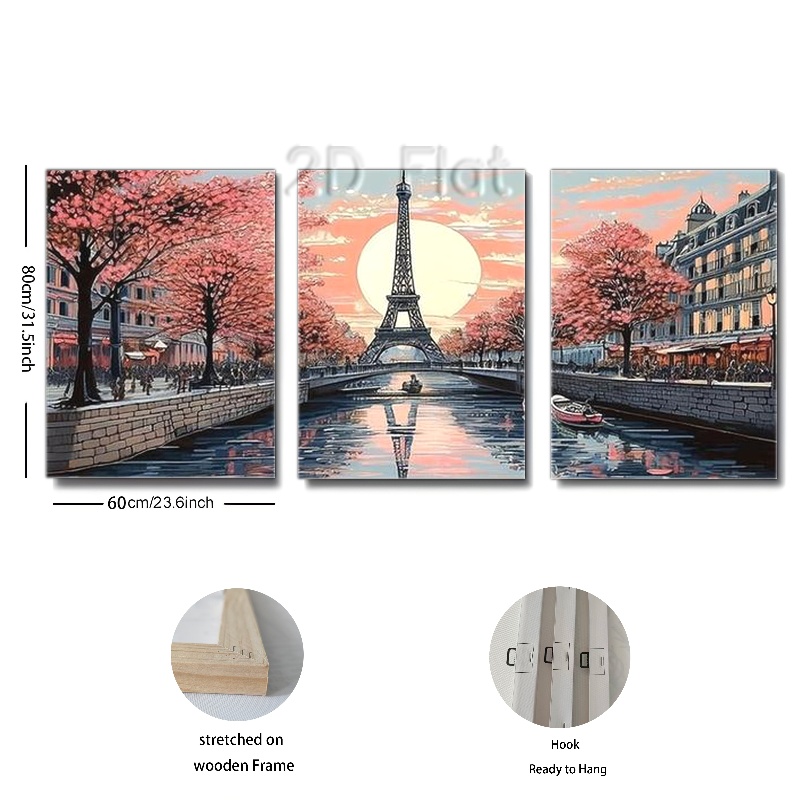 2D Flat
80cm/31.5inch
60cm/23.6inch
stretched on
wooden Frame
Hook
Ready to Hang